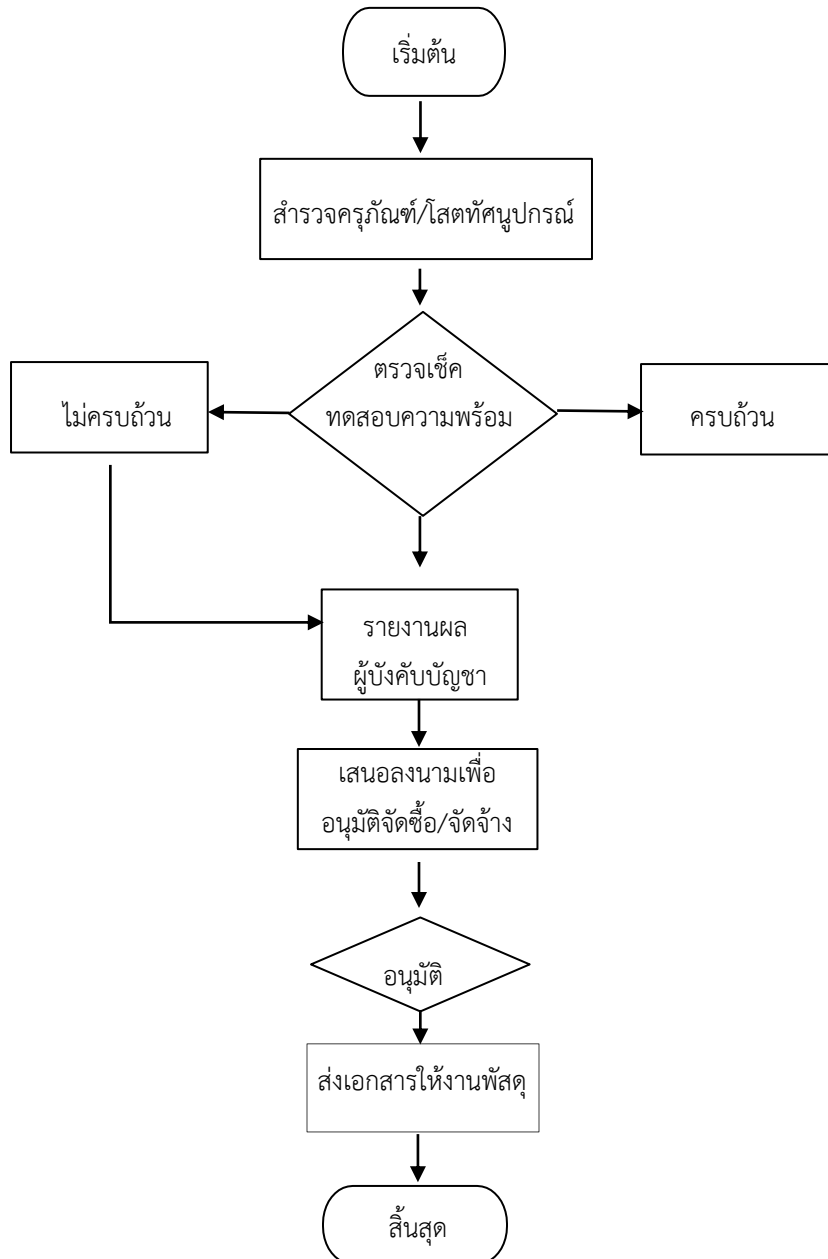 เริ่มต้น
สำรวจครุภัณฑ์/โสตทัศนูปกรณ์
ตรวจเช็ค
ทดสอบความพร้อม
ไม่ครบถ้วน
ครบถ้วน
รายงานผล
ผู้บังคับบัญชา
เสนอลงนามเพื่อ
อนุมัติจัดซื้อ/จัดจ้าง
อนุมัติ
ส่งเอกสารให้งานพัสดุ
สิ้นสุด